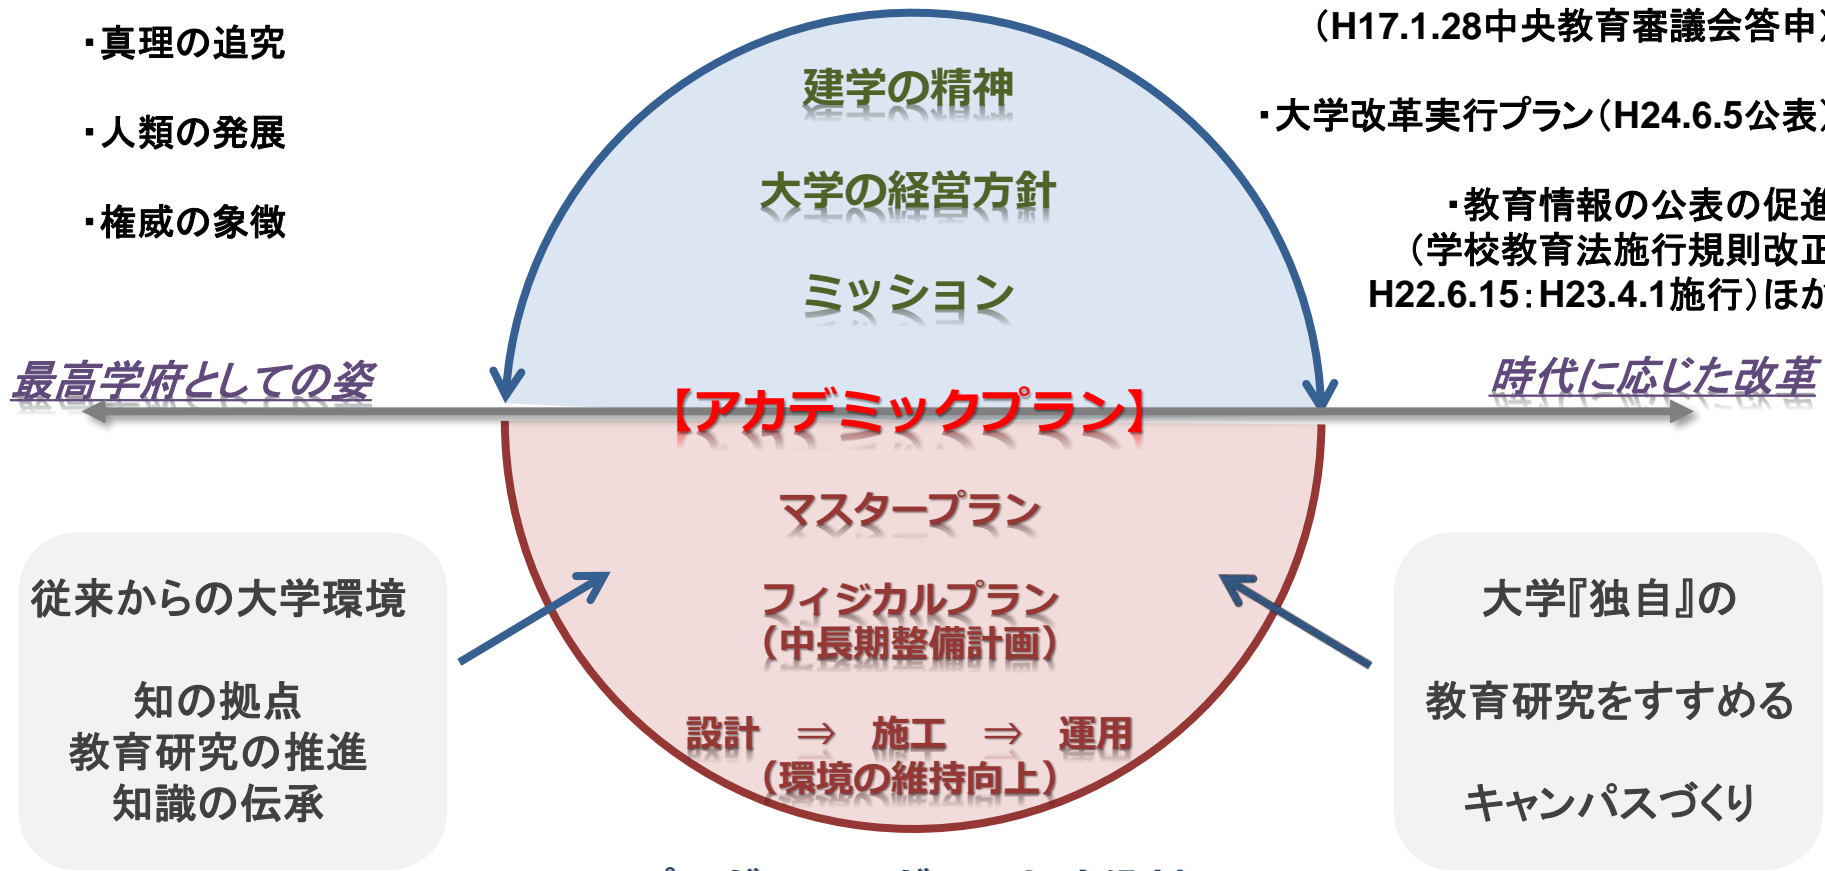 ・真理の追究
・人類の発展
・権威の象徴
（H17.1.28中央教育審議会答申）
・大学改革実行プラン（H24.6.5公表）
・教育情報の公表の促進
（学校教育法施行規則改正
H22.6.15：H23.4.1施行）ほか
建学の精神
大学の経営方針
ミッション
最高学府としての姿
時代に応じた改革
【アカデミックプラン】
マスタープラン
フィジカルプラン
（中長期整備計画）
設計　⇒　施工　⇒　運用
（環境の維持向上）
従来からの大学環境
知の拠点
教育研究の推進
知識の伝承
大学『独自』の
教育研究をすすめる
キャンパスづくり